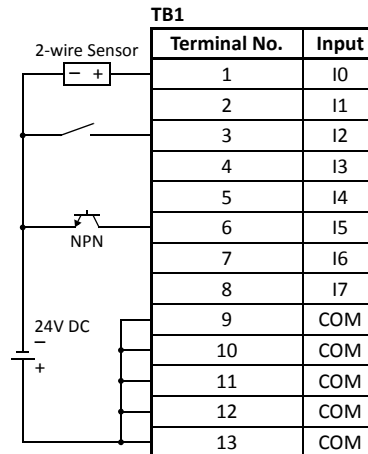 TB1
2-wire Sensor
− +
NPN
24V DC
−
+
Terminal No. Input
1 I0
2 I1
3 I2
4 I3
5 I4
6 I5
7 I6
8 I7
9 COM
10 COM
11 COM
12 COM
13 COM